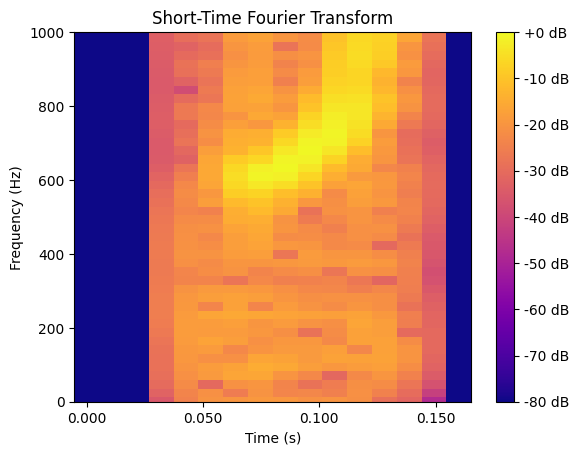 Short-Time Fourier Transform
1000
800
600
400
200
0
Frequency (Hz)
0.000
0.050
0.100
0.150
Time (s)
+0 dB
-10 dB
-20 dB
-30 dB
-40 dB
-50 dB
-60 dB
-70 dB
-80 dB